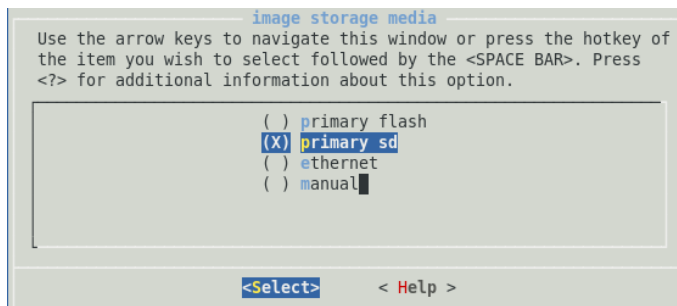 image storage media
Use the arrow keys to navigate this window or press the hotkey of
the item you wish to select followed by the <SPACE BAR>. Press
<?> for additional information about this option.
( ) primary flash
(X) primary sd
( ) ethernet
( ) manual
<Select> < Help >